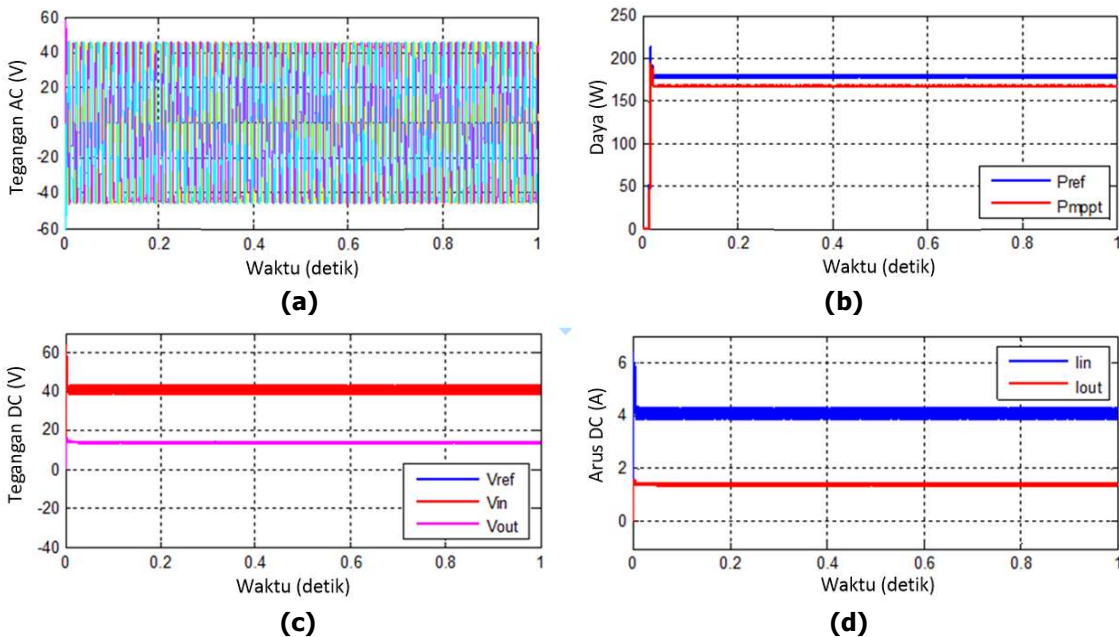 Tegangan AC (V)
60
40
20
0
-20
-40
-60
0 0.2 0.4 0.6 0.8 1
Waktu (detik)
(a)
Daya (W)
250
200
150
100
50
0
Pref
Pmppt
0 0.2 0.4 0.6 0.8 1
Waktu (detik)
(b)
Tegangan DC (V)
60
40
20
0
-20
-40
Vref
Vin
Vout
0 0.2 0.4 0.6 0.8 1
Waktu (detik)
(c)
Arus DC (A)
6
4
2
0
Iin
Iout
0 0.2 0.4 0.6 0.8 1
Waktu (detik)
(d)